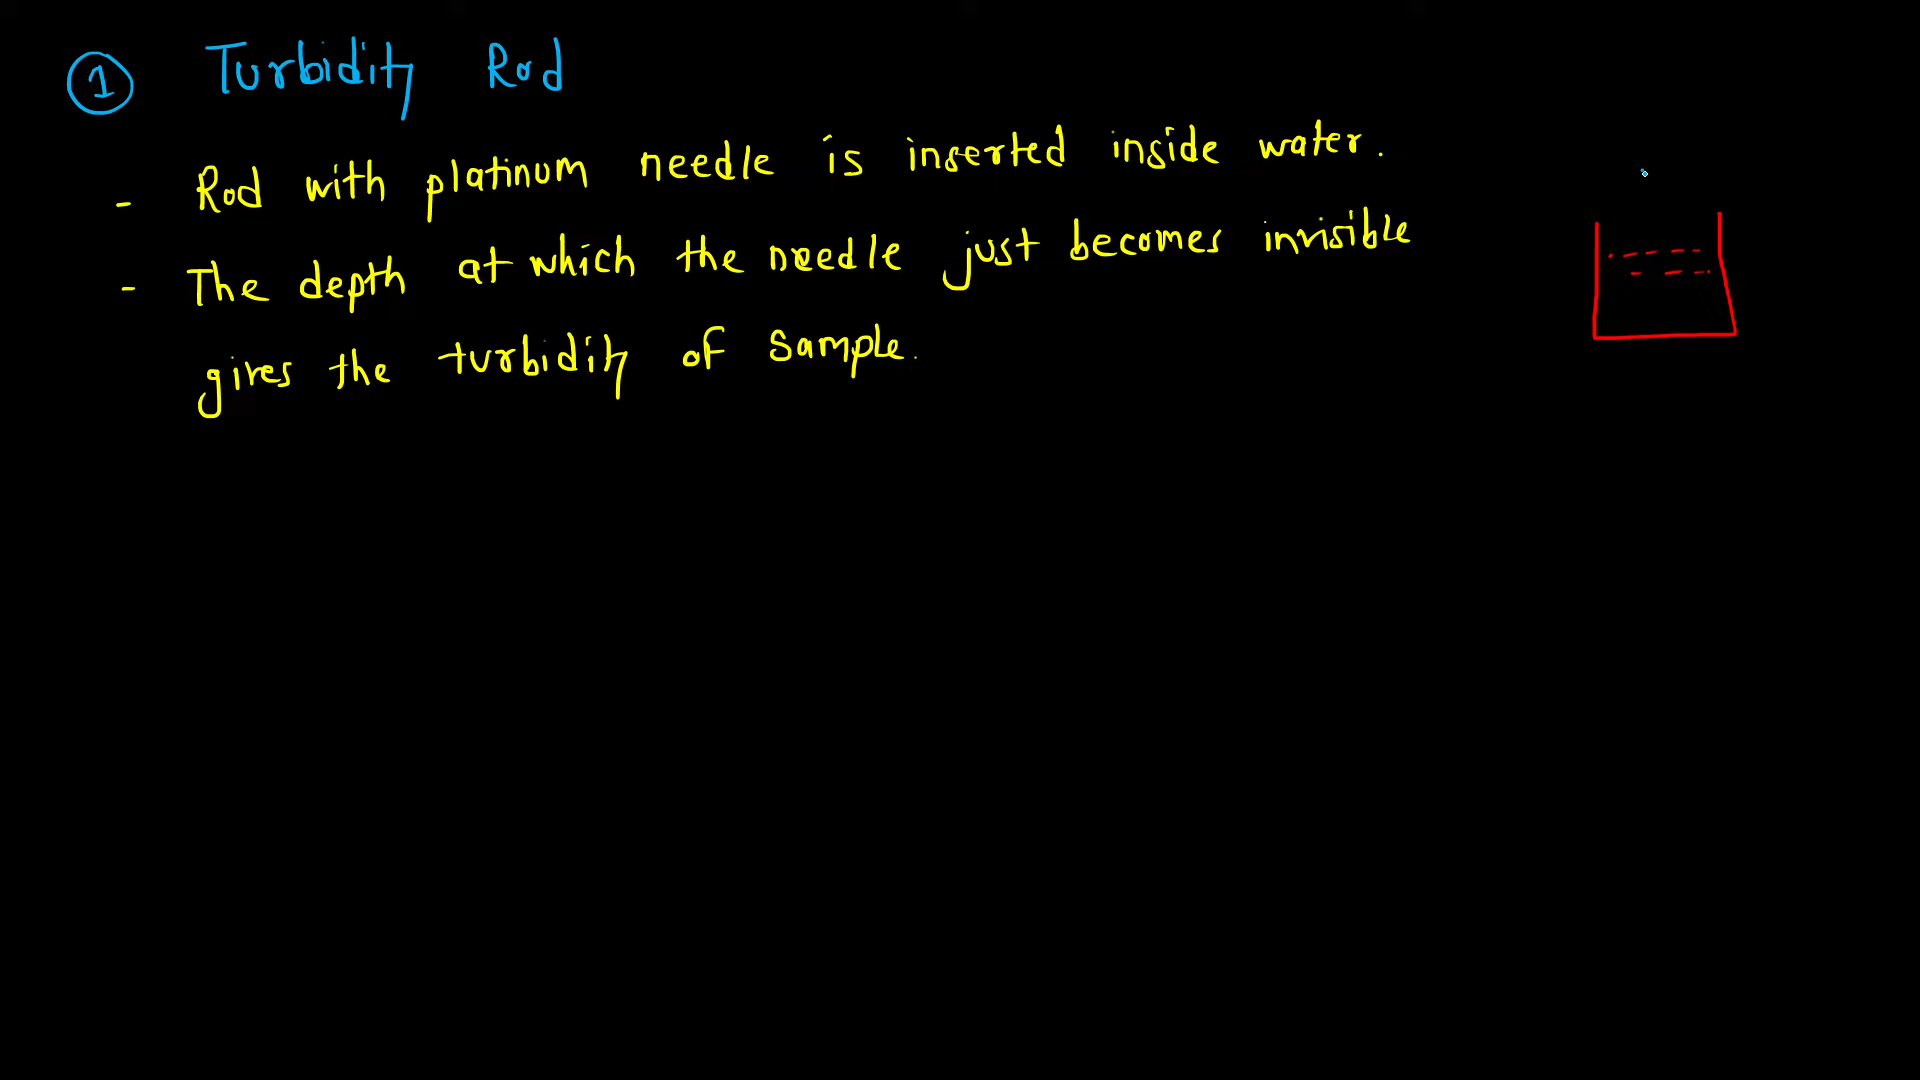 1 Turbidity Rod
- Rod with platinum needle is inserted inside water.
- The depth at which the needle just becomes invisible
gives the turbidity of sample.